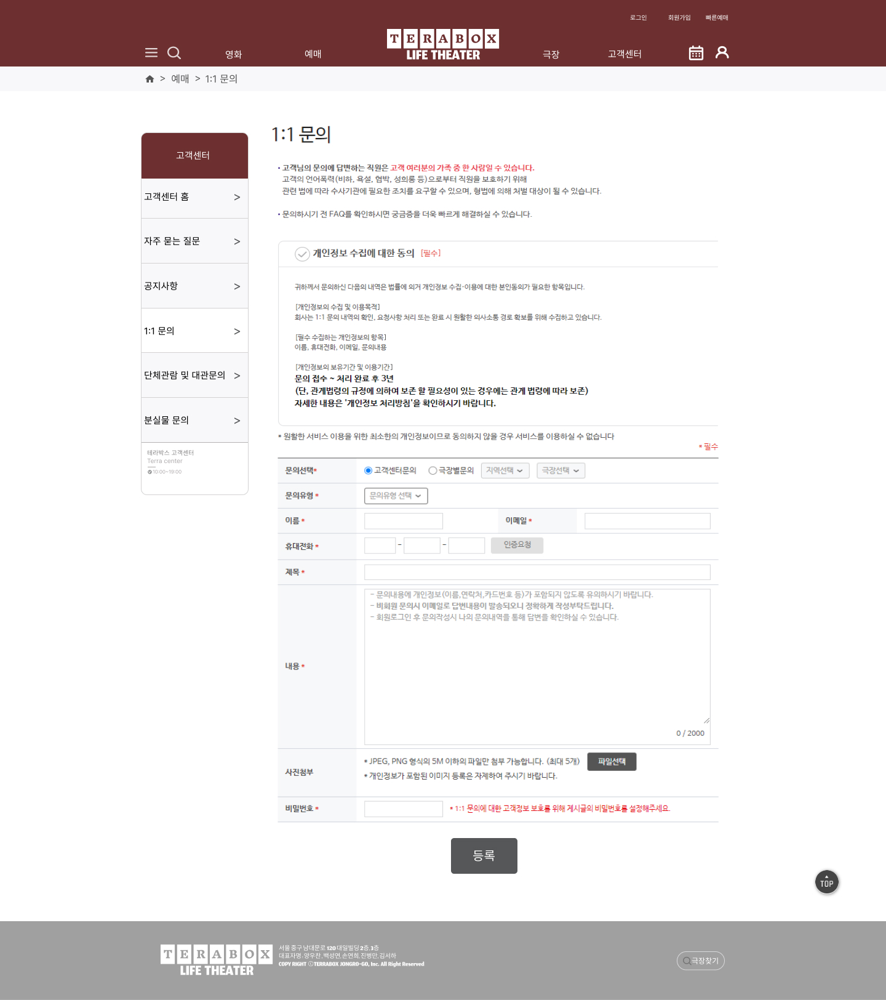 로그인 회원가입 빠른예매
영화 예매 TERABOX 극장 고객센터
LIFE THEATER
> 예매 > 1:1 문의
1:1 문의
고객센터
고객센터 홈 >
자주 묻는 질문 >
공지사항 >
1:1 문의 >
단체관람 및 대관문의 >
분실물 문의 >
테라박스 고객센터
Terra center
10:00~19:00
• 고객님의 문의에 답변하는 직원은 고객 여러분의 가족 중 한 사람일 수 있습니다.
고객의 언어폭력(비하, 욕설, 협박, 성희롱 등)으로부터 직원을 보호하기 위해
관련 법에 따라 수사기관에 필요한 조치를 요구할 수 있으며, 형법에 의해 처벌 대상이 될 수 있습니다.
• 문의하시기 전 FAQ를 확인하시면 궁금증을 더욱 빠르게 해결하실 수 있습니다.
개인정보 수집에 대한 동의 [필수]
귀하께서 문의하신 다음의 내역은 법률에 의거 개인정보 수집·이용에 대한 본인동의가 필요한 항목입니다.
[개인정보의 수집 및 이용목적]
회사는 1:1 문의 내역의 확인, 요청사항 처리 또는 완료 시 원활한 의사소통 경로 확보를 위해 수집하고 있습니다.
[필수 수집하는 개인정보의 항목]
이름, 휴대전화, 이메일, 문의내용
[개인정보의 보유기간 및 이용기간]
문의 접수 ~ 처리 완료 후 3년
(단, 관계법령의 규정에 의하여 보존 할 필요성이 있는 경우에는 관계 법령에 따라 보존)
자세한 내용은 '개인정보 처리방침'을 확인하시기 바랍니다.
* 원활한 서비스 이용을 위한 최소한의 개인정보이므로 동의하지 않을 경우 서비스를 이용하실 수 없습니다
* 필수
문의선택* 고객센터문의 극장별문의 지역선택 극장선택
문의유형 * 문의유형 선택
이름 * 이메일 *
휴대전화 * - - 인증요청
제목 *
- 문의내용에 개인정보(이름,연락처,카드번호 등)가 포함되지 않도록 유의하시기 바랍니다.
- 비회원 문의시 이메일로 답변내용이 발송되오니 정확하게 작성부탁드립니다.
- 회원로그인 후 문의작성시 나의 문의내역을 통해 답변을 확인하실 수 있습니다.
내용 *
0 / 2000
사진첨부
* JPEG, PNG 형식의 5M 이하의 파일만 첨부 가능합니다. (최대 5개) 파일선택
* 개인정보가 포함된 이미지 등록은 자제하여 주시기 바랍니다.
비밀번호 * * 1:1 문의에 대한 고객정보 보호를 위해 게시글의 비밀번호를 설정해주세요.
등록
TOP
TERABOX
LIFE THEATER
서울 중구 남대문로 120 대일빌딩 2층, 3층
대표자명 : 양우찬 , 백성연, 손연희, 진병만, 김서하
COPY RIGHT ⓒTERRABOX JONGRO-GO, Inc. All Right Reserved
극장찾기